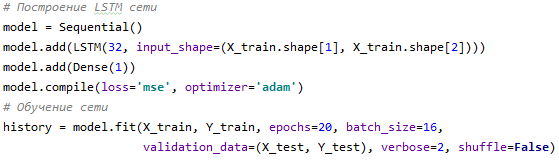 # Построение LSTM сети
model = Sequential()
model.add(LSTM(32, input_shape=(X_train.shape[1], X_train.shape[2])))
model.add(Dense(1))
model.compile(loss='mse', optimizer='adam')
# Обучение сети
history = model.fit(X_train, Y_train, epochs=20, batch_size=16,
validation_data=(X_test, Y_test), verbose=2, shuffle=False)